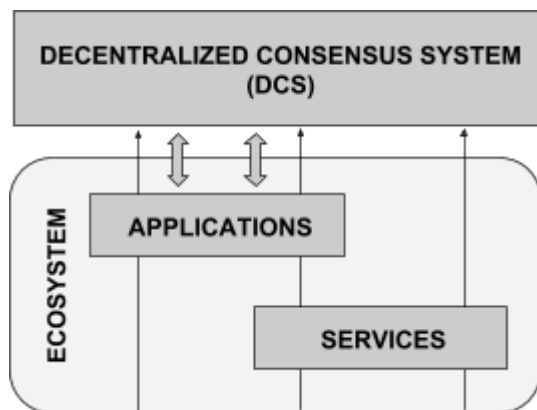 DECENTRALIZED CONSENSUS SYSTEM
(DCS)
APPLICATIONS
ECOSYSTEM
SERVICES